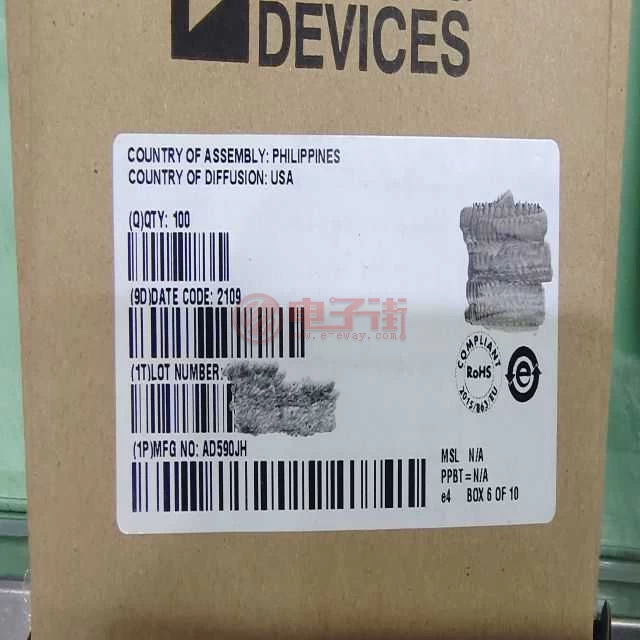 DEVICES
COUNTRY OF ASSEMBLY: PHILIPPINES
COUNTRY OF DIFFUSION: USA
(Q)QTY: 100
(9D)DATE CODE: 2109
电子街
www.e-eway.com
(1T)LOT NUMBER:
(1P)MFG NO: AD590JH
COMPLIANT
RoHS
2015/863/EU
e
MSL N/A
PPBT=N/A
e4 BOX 6 OF 10